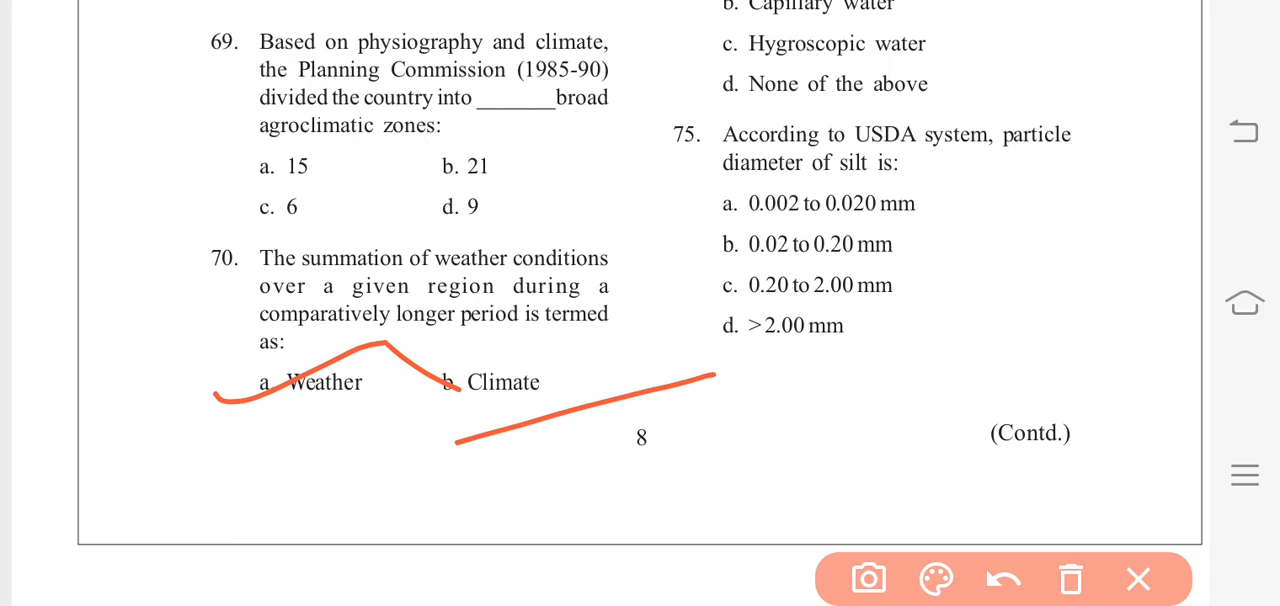 69. Based on physiography and climate,
the Planning Commission (1985-90)
divided the country into _______broad
agroclimatic zones:
a. 15 b. 21
c. 6 d. 9
70. The summation of weather conditions
over a given region during a
comparatively longer period is termed
as:
a. Weather b. Climate
b. Capillary water
c. Hygroscopic water
d. None of the above
75. According to USDA system, particle
diameter of silt is:
a. 0.002 to 0.020 mm
b. 0.02 to 0.20 mm
c. 0.20 to 2.00 mm
d. >2.00 mm
8
(Contd.)